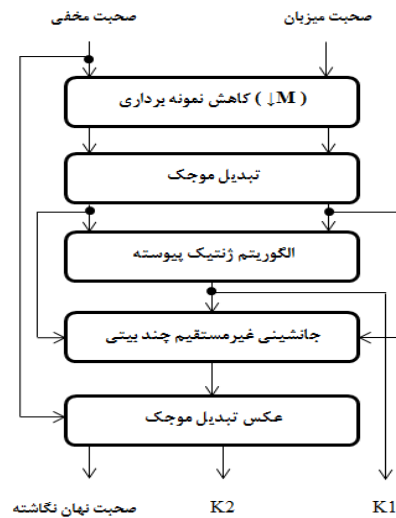 صحبت میزبان
صحبت مخفی
کاهش نمونه برداری ( M↓ )
تبدیل موجک
الگوریتم ژنتیک پیوسته
جانشینی غیرمستقیم چند بیتی
عکس تبدیل موجک
K1
K2
صحبت نهان نگاشته